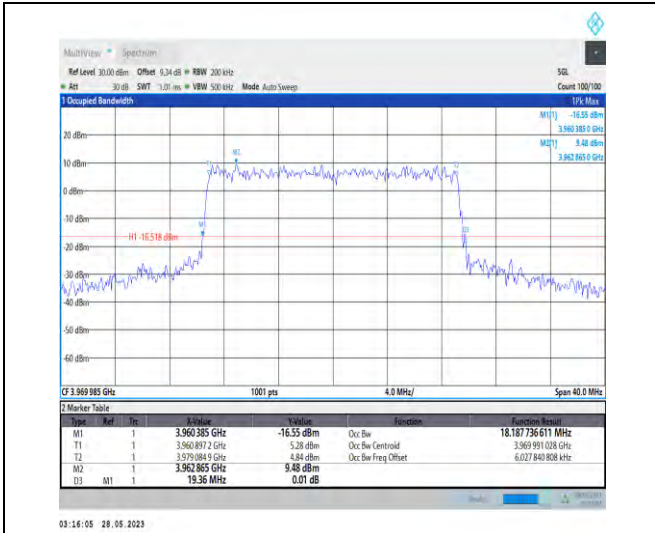 MultiView Spectrum
Ref Level 30.00 dBm Offset 9.34 dB RBW 200 kHz SGL
Att 30 dB SWT 1.01 ms VBW 500 kHz Mode Auto Sweep Count 100/100
1 Occupied Bandwidth 1Pk Max
M1[1] -16.55 dBm
3.960 385 0 GHz
M2[1] 9.48 dBm
3.962 865 0 GHz
20 dBm
M2
10 dBm
T1 T2
0 dBm
-10 dBm
M1 D3
H1 -16.518 dBm
-20 dBm
-30 dBm
-40 dBm
-50 dBm
-60 dBm
CF 3.969 985 GHz 1001 pts 4.0 MHz/ Span 40.0 MHz
2 Marker Table
Type Ref Trc X-Value Y-Value Function Function Result
M1 1 3.960385 GHz -16.55 dBm Occ Bw 18.187 736 611 MHz
T1 1 3.960 897 2 GHz 5.28 dBm Occ Bw Centroid 3.969 991 028 GHz
T2 1 3.979 084 9 GHz 4.84 dBm Occ Bw Freq Offset 6.027 840 808 kHz
M2 1 3.962 865 GHz 9.48 dBm
D3 M1 1 19.36 MHz 0.01 dB
03:16:05 28.05.2023